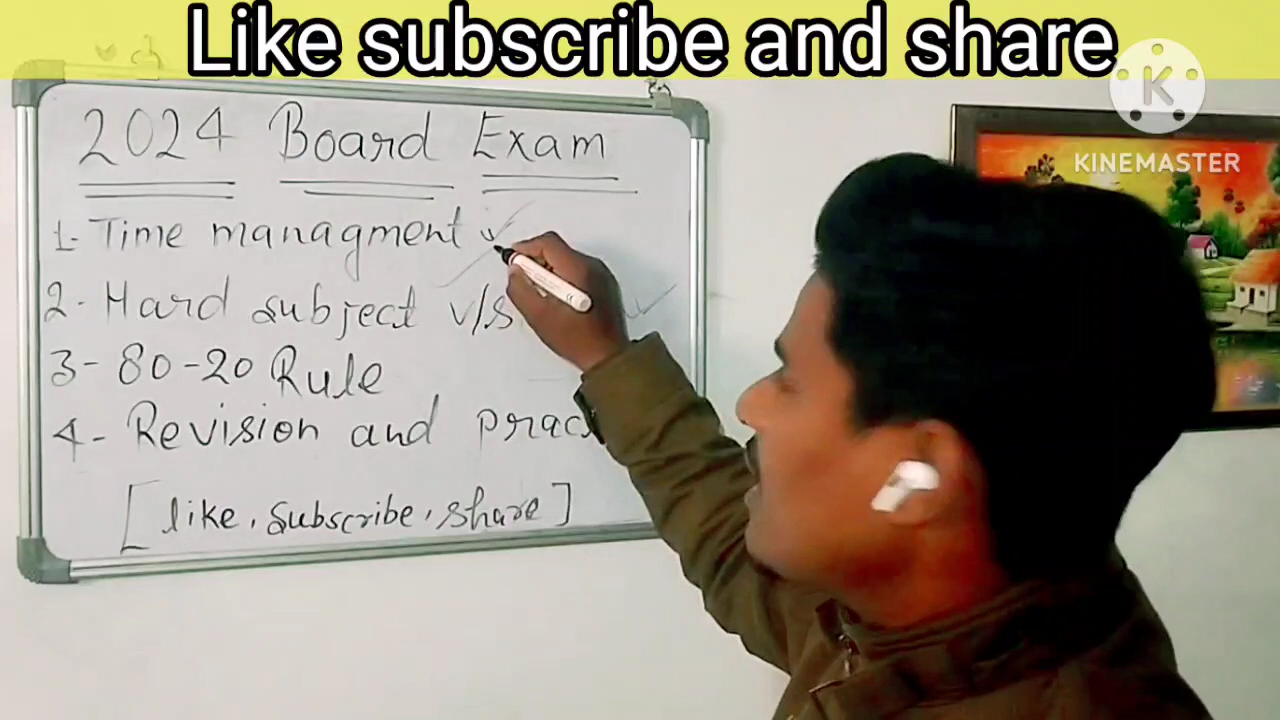 Like subscribe and share
KINEMASTER
2024 Board Exam
1- Time managment
2- Hard subject v/s
3- 80-20 Rule
4- Revision and prac
[like, subscribe, share]